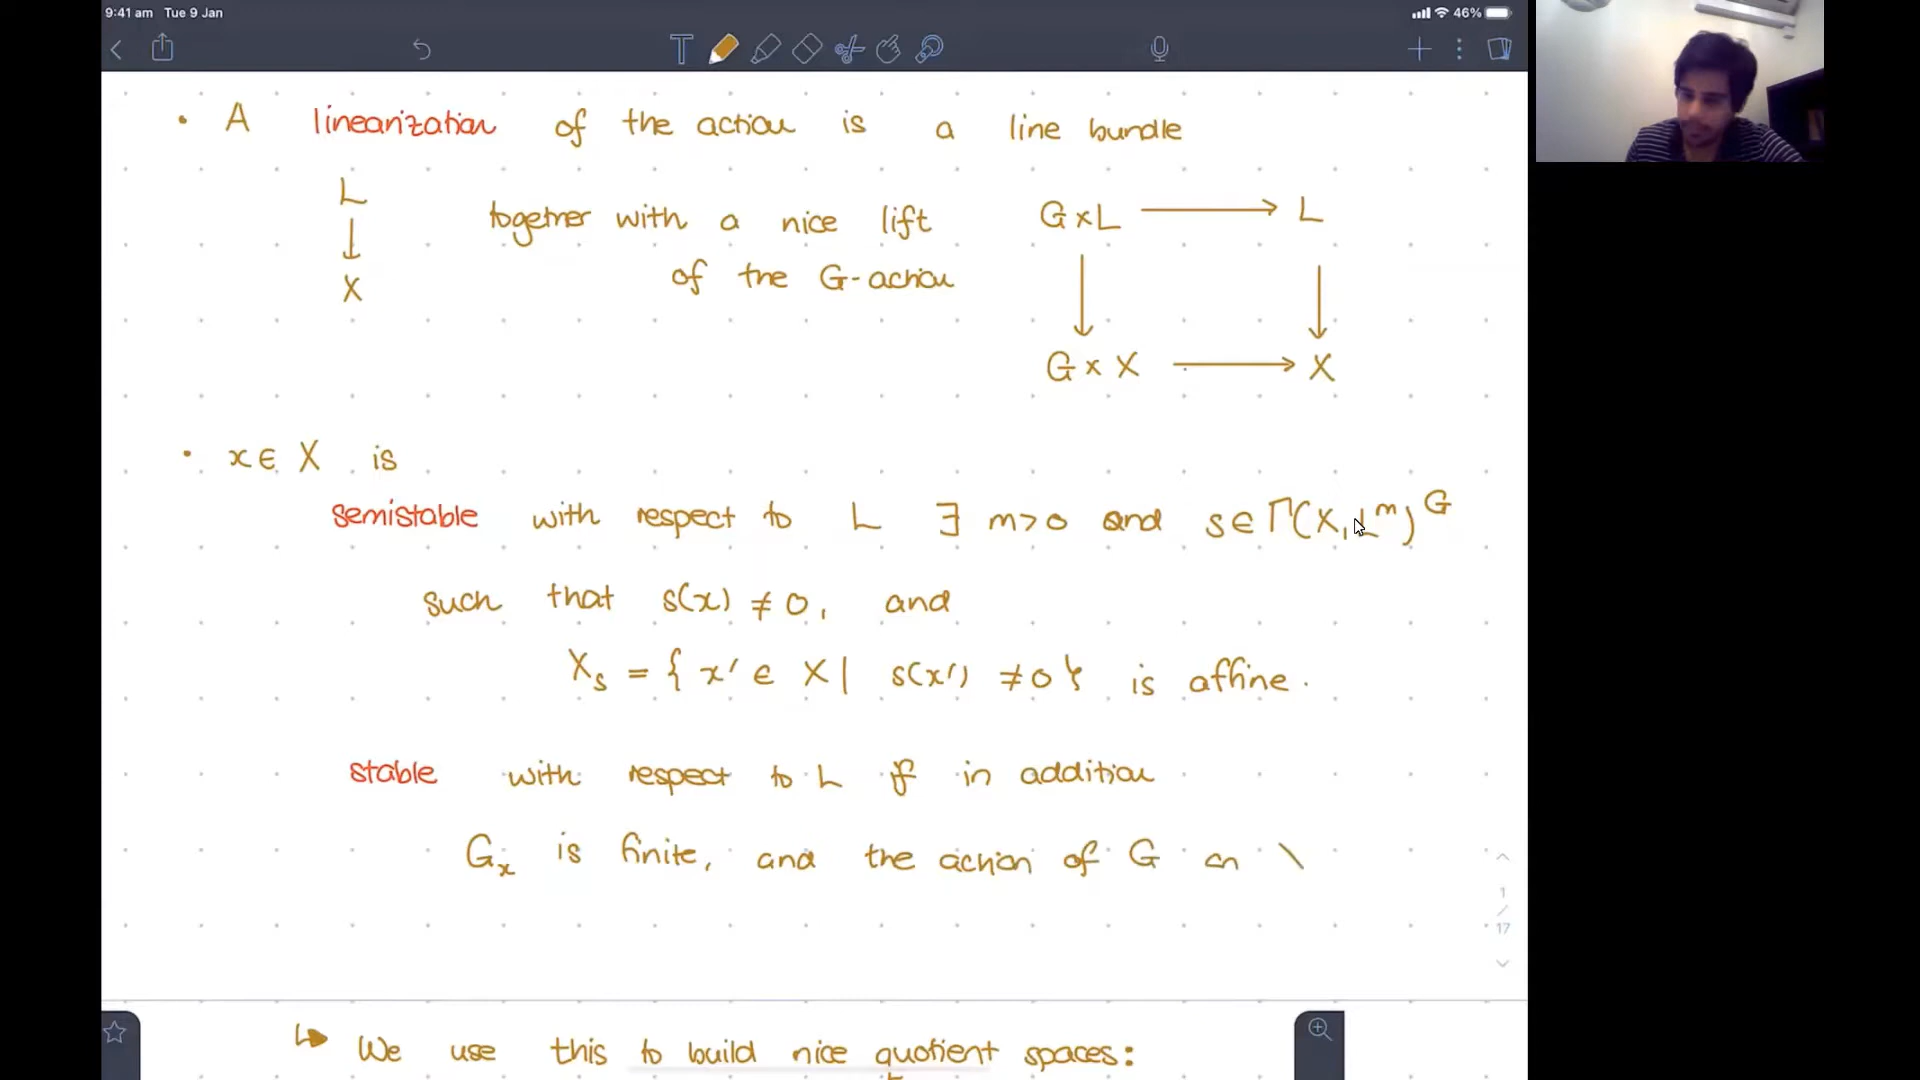 9:41 am Tue 9 Jan
46%
T
• A linearization of the action is a line bundle
L
together with a nice lift
of the G-action
X
G × L → L
G × X → X
• x ∈ X is
semistable with respect to L ∃ m > 0 and s ∈ Γ(X, L^m)^G
such that s(x) ≠ 0, and
X_s = { x' ∈ X | s(x') ≠ 0 } is affine.
stable with respect to L if in addition
G_x is finite, and the action of G on \
1
/
17
↳ We use this to build nice quotient spaces: